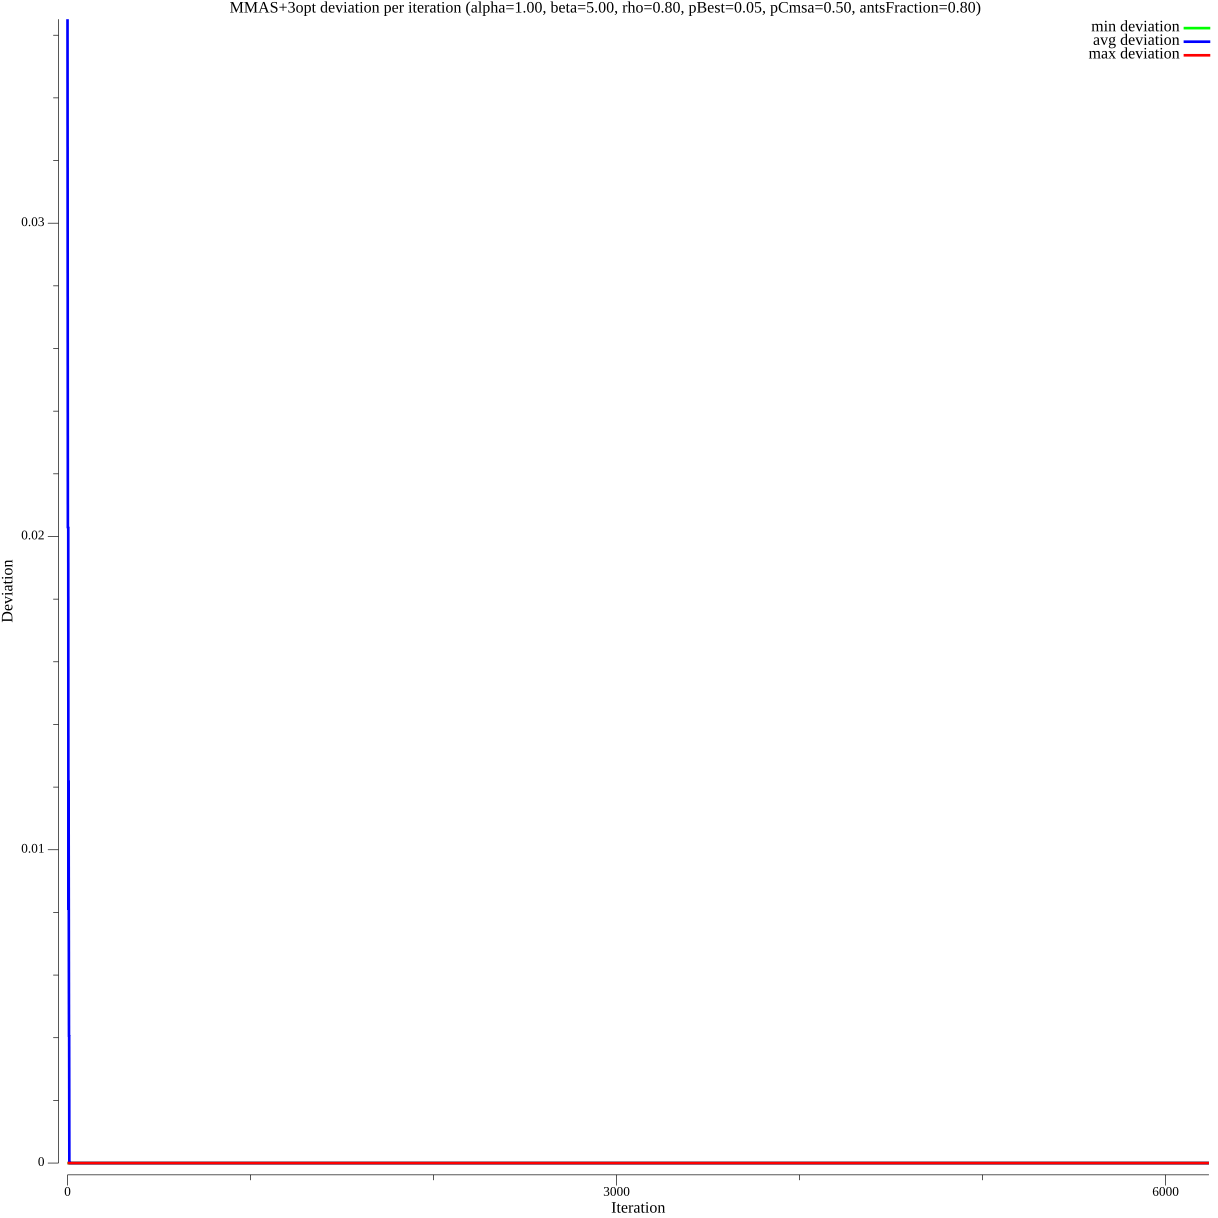 MMAS+3opt deviation per iteration (alpha=1.00, beta=5.00, rho=0.80, pBest=0.05, pCmsa=0.50, antsFraction=0.80)
min deviation
avg deviation
max deviation
0.03
0.02
Deviation
0.01
0
0 3000 6000
Iteration